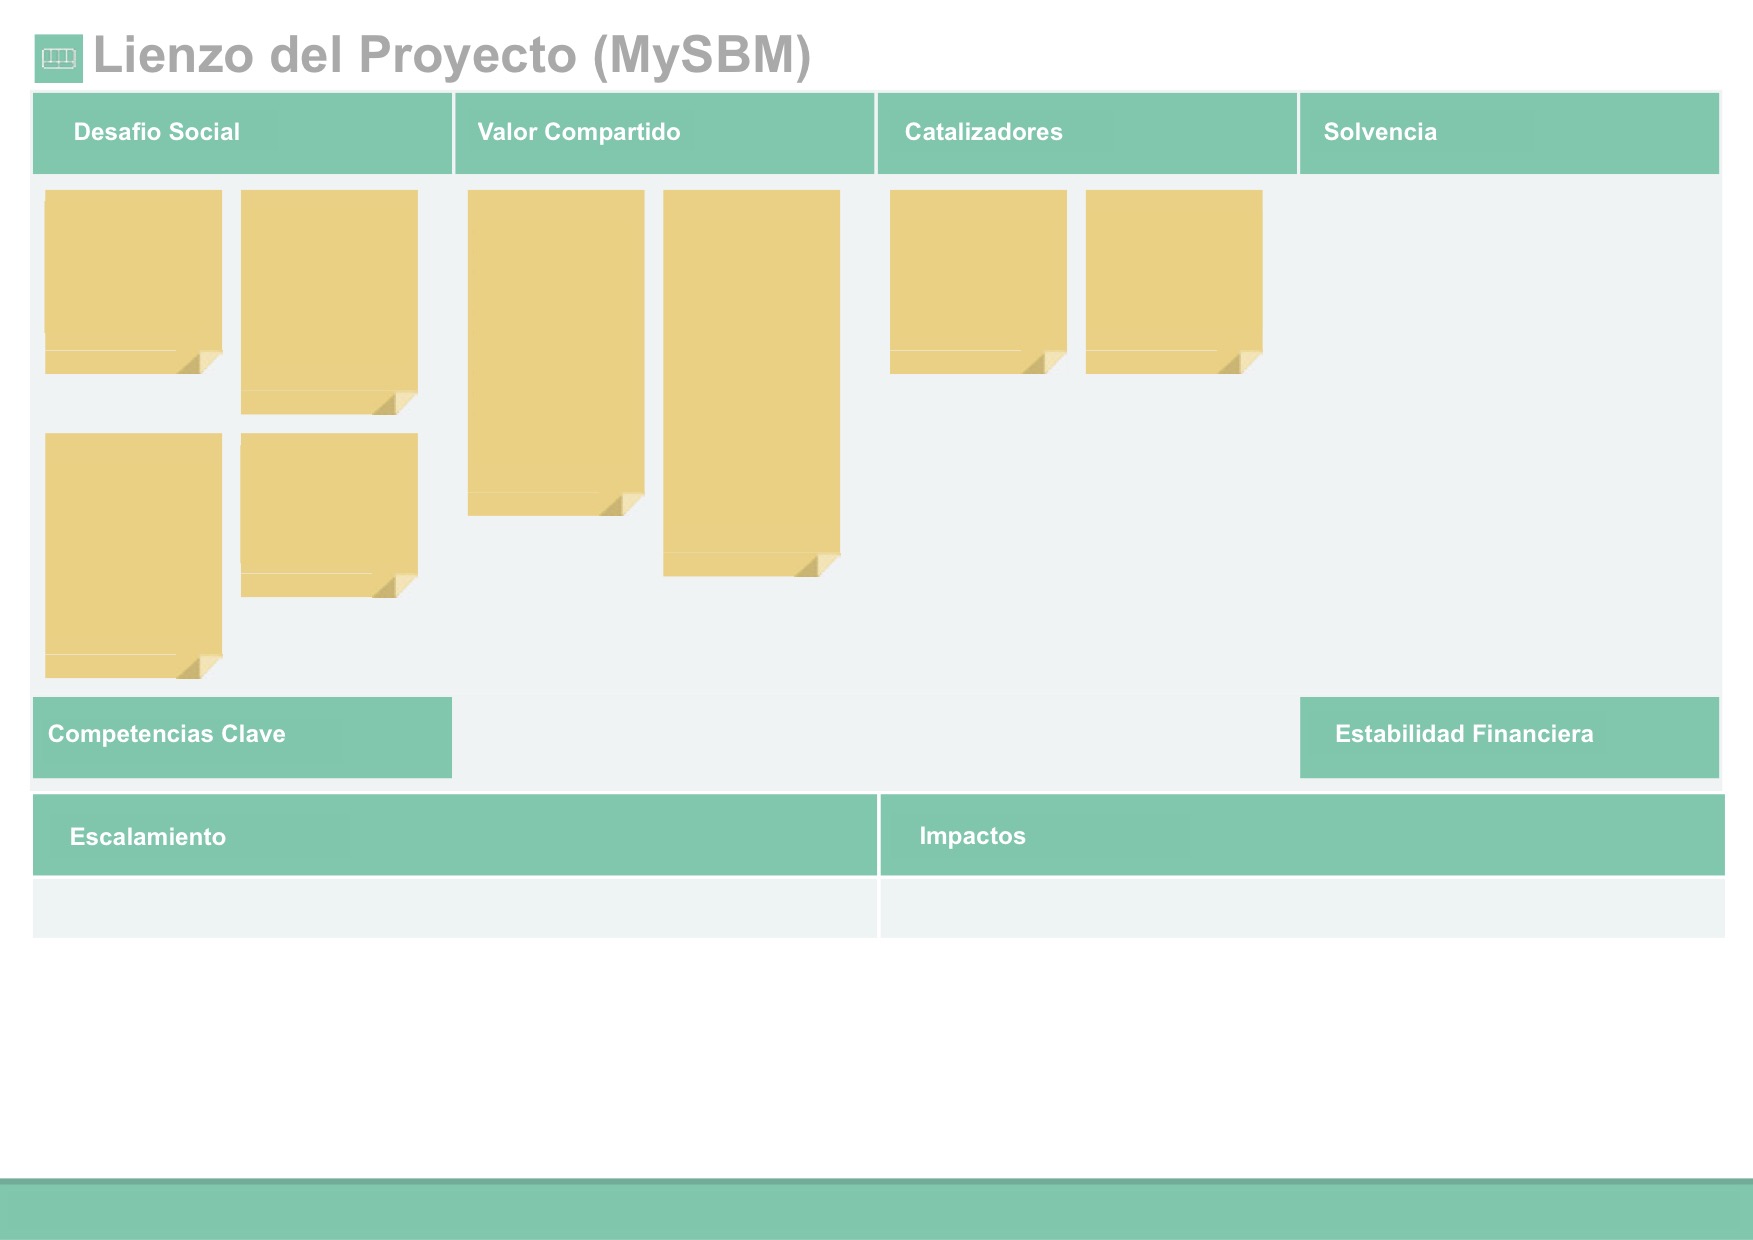 Lienzo del Proyecto (MySBM)
Desafio Social
Valor Compartido
Catalizadores
Solvencia
Competencias Clave
Estabilidad Financiera
Escalamiento
Impactos